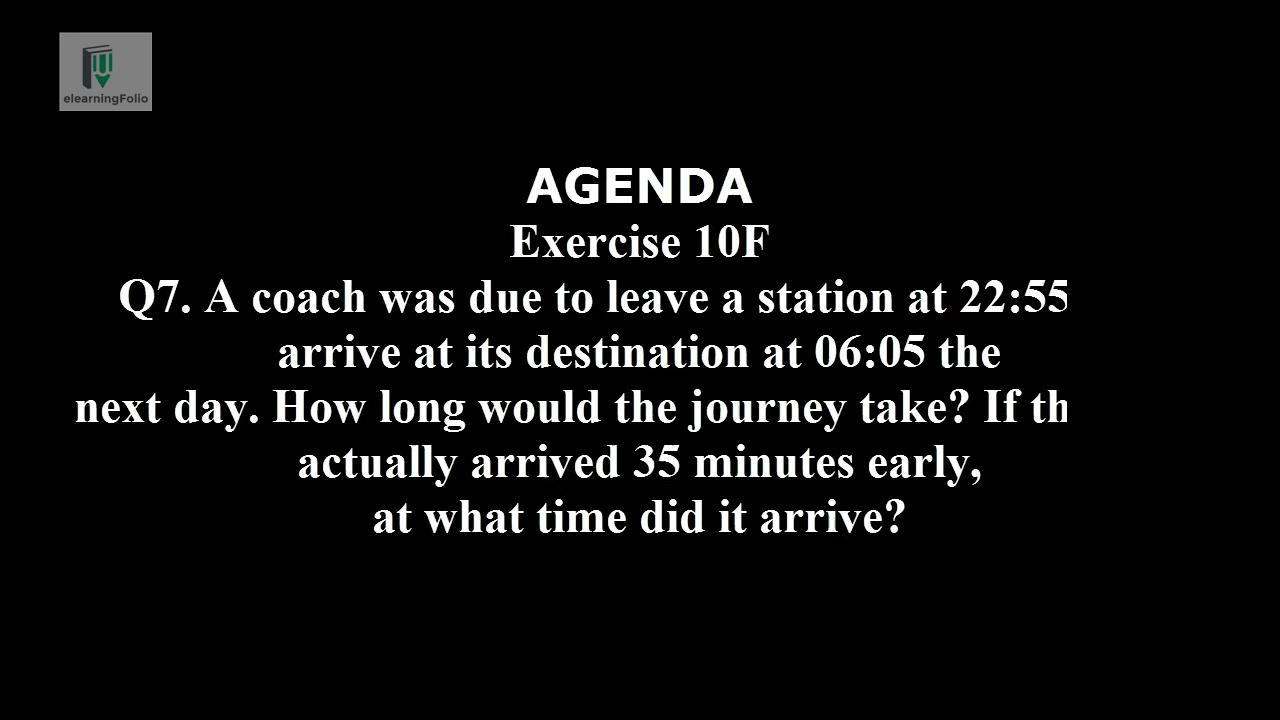 elearningFolio
AGENDA
Exercise 10F
Q7. A coach was due to leave a station at 22:55
arrive at its destination at 06:05 the
next day. How long would the journey take? If th
actually arrived 35 minutes early,
at what time did it arrive?